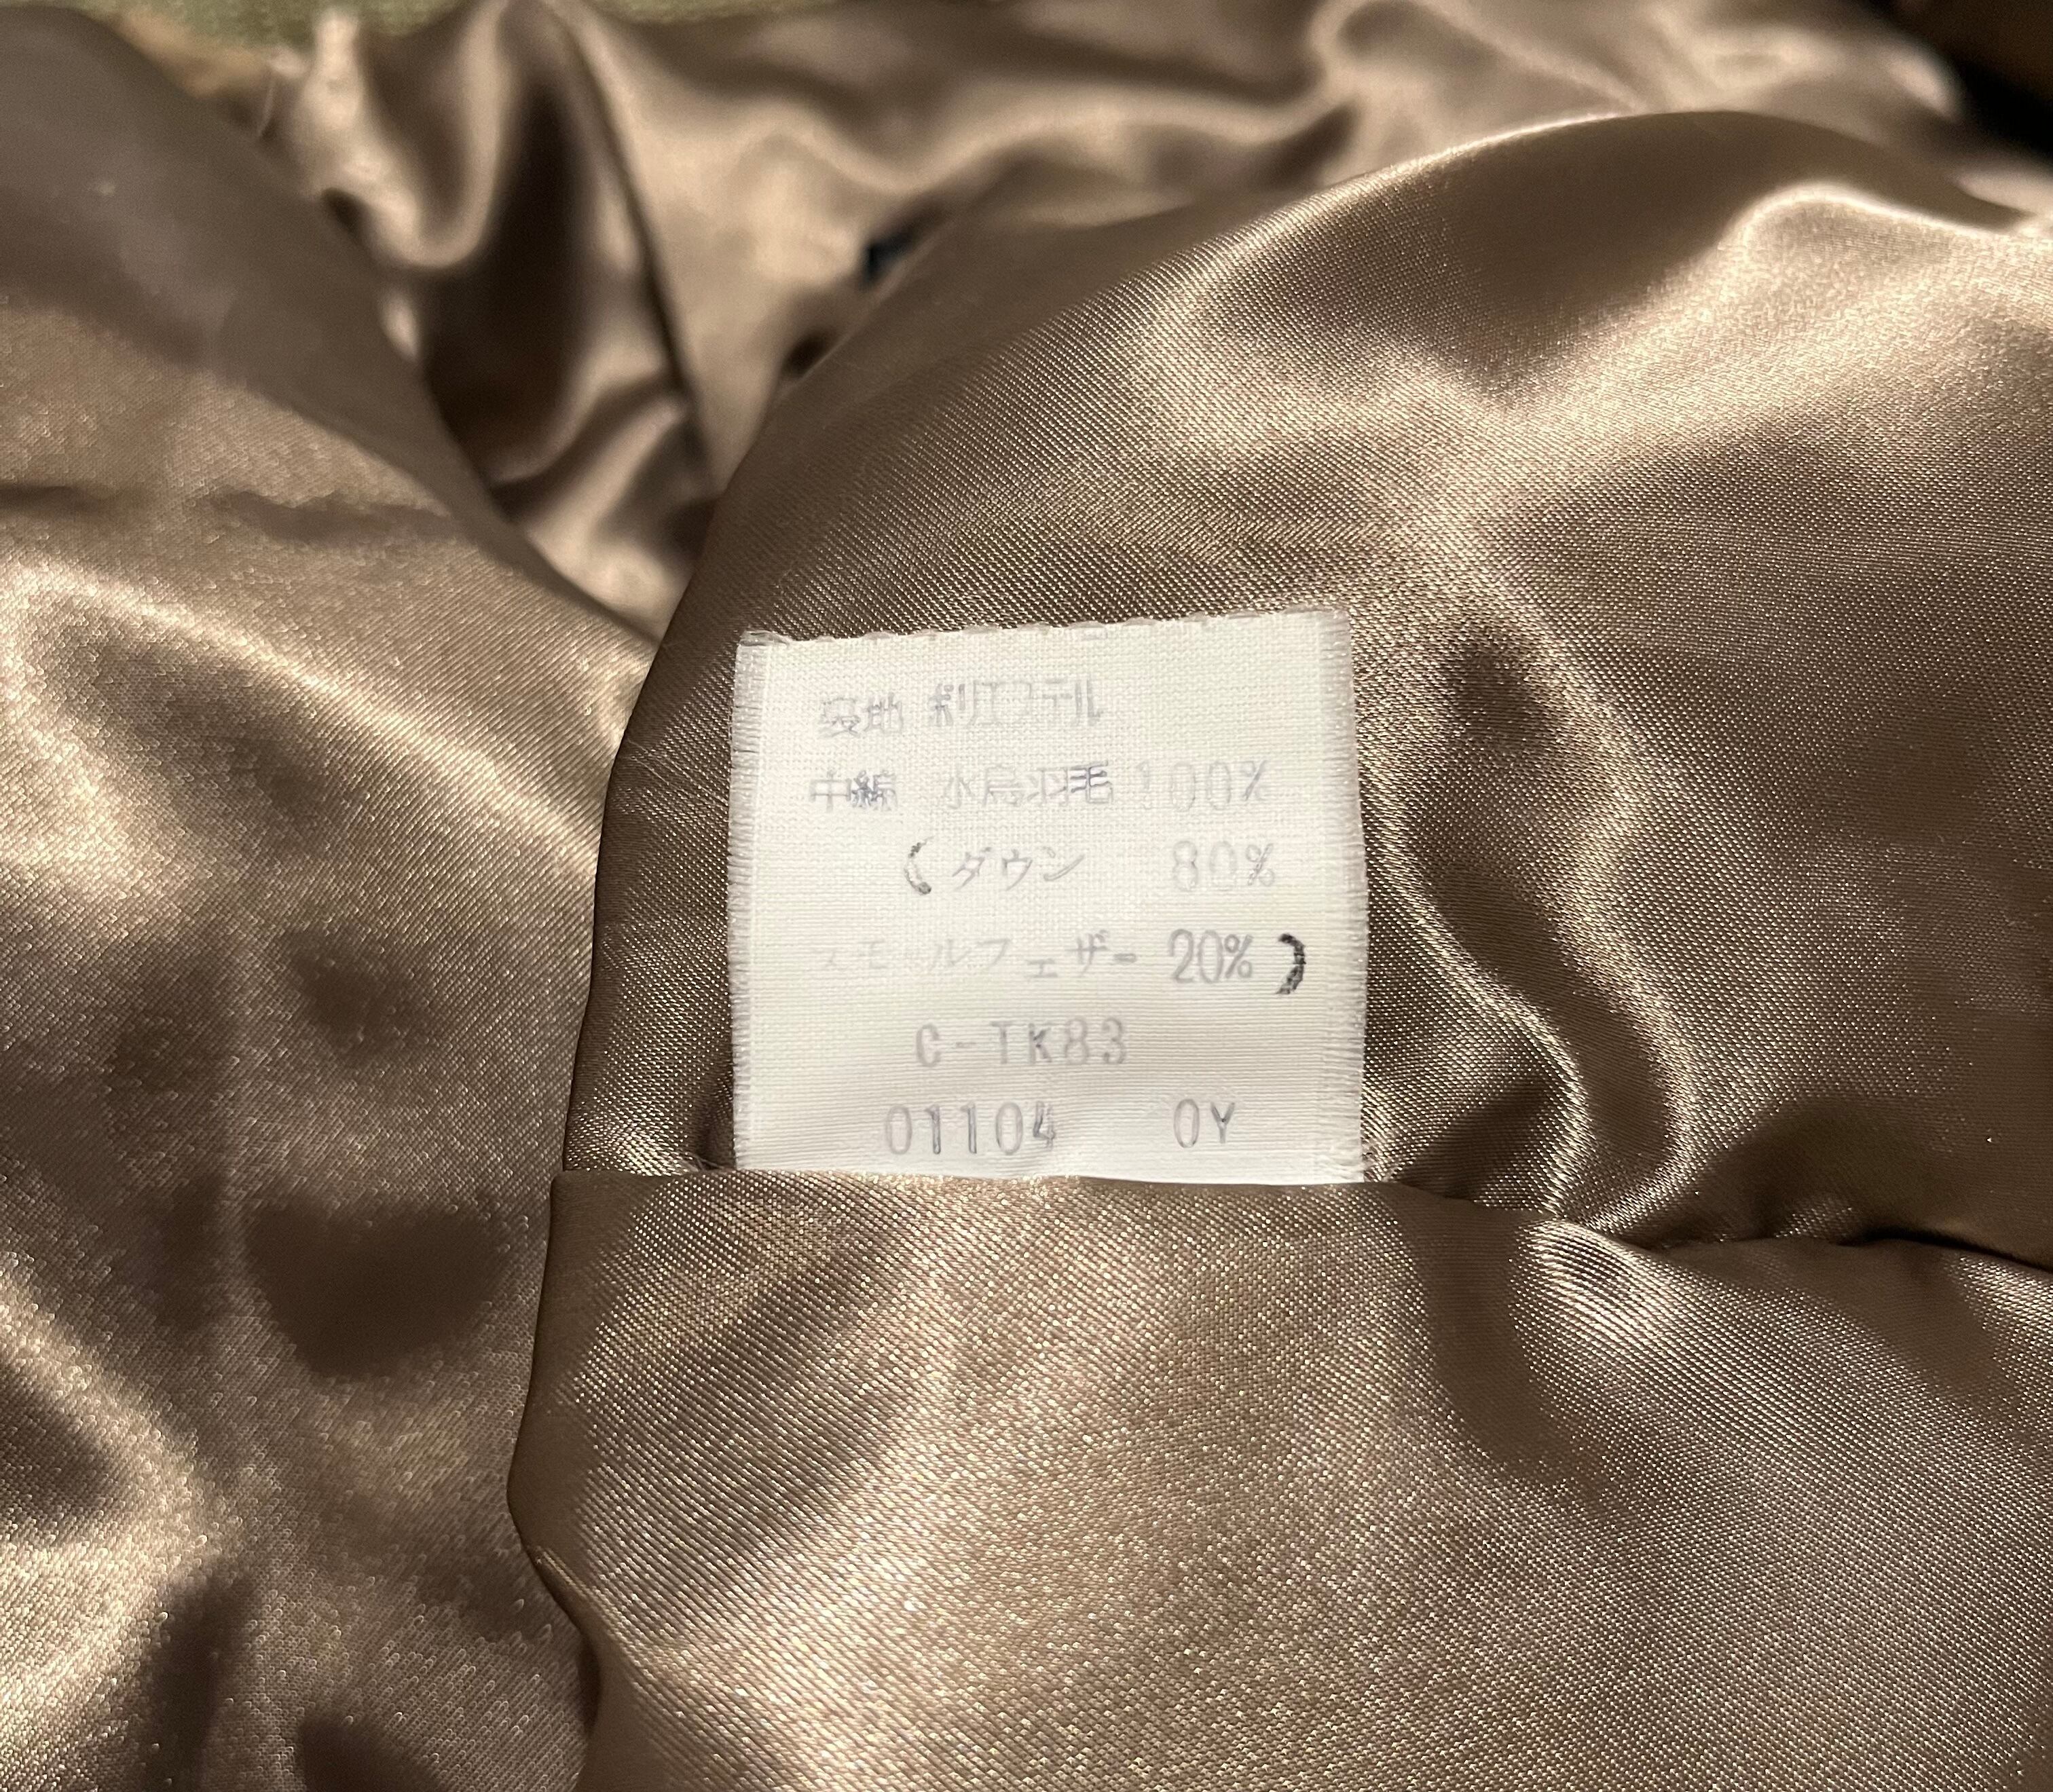 裏地 ポリエステル
中綿 水鳥羽毛 100%
(ダウン 80%
スモールフェザー 20%)
C-TK83
01104 0Y